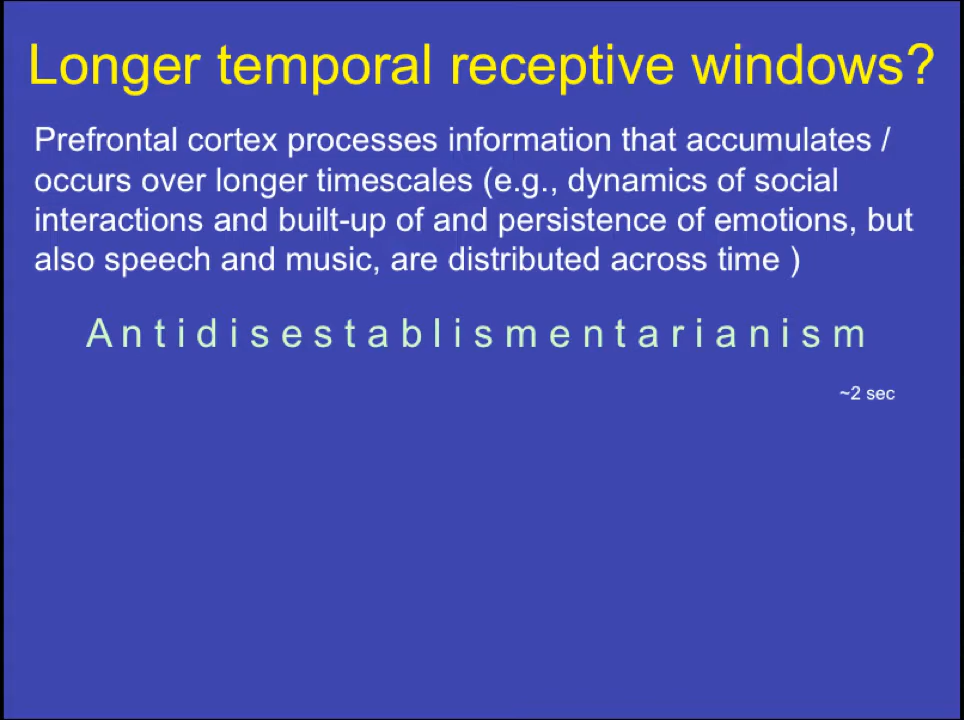 Longer temporal receptive windows?
Prefrontal cortex processes information that accumulates /
occurs over longer timescales (e.g., dynamics of social
interactions and built-up of and persistence of emotions, but
also speech and music, are distributed across time )
A n t i d i s e s t a b l i s m e n t a r i a n i s m
~2 sec